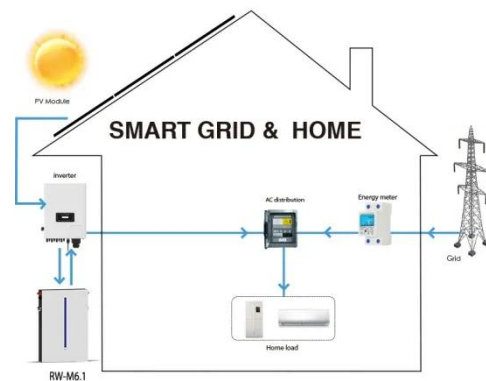 PV Module
SMART GRID & HOME
inverter
AC distribution
Energy meter
Grid
Home load
RW-M6.1